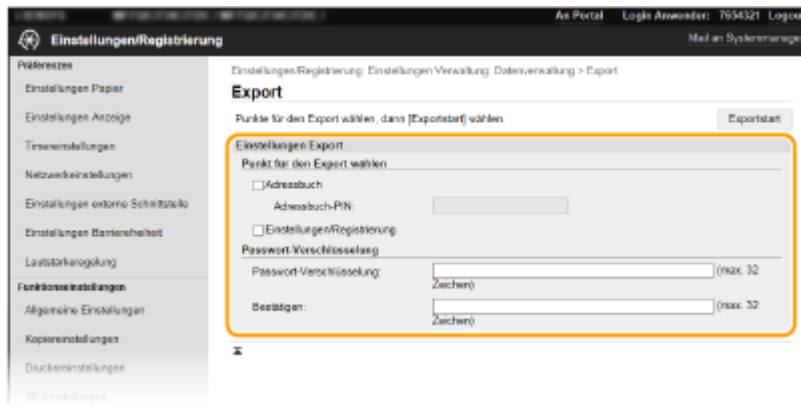 An Portal Login Anwender: 7654321 Logou
Einstellungen/Registrierung
Mail an Systemmanage
Präferenzen
Einstellungen Papier
Einstellungen Anzeige
Timereinstellungen
Netzwerkeinstellungen
Einstellungen externe Schnittstelle
Einstellungen Barrierefreiheit
Lautstärkeregelung
Funktionseinstellungen
Allgemeine Einstellungen
Kopiereinstellungen
Druckereinstellungen
Einstellungen/Registrierung: Einstellungen Verwaltung: Datenverwaltung > Export
Export
Punkte für den Export wählen, dann [Exportstart] wählen.
Exportstart
Einstellungen Export
Punkt für den Export wählen
Adressbuch
Adressbuch-PIN:
Einstellungen/Registrierung
Passwort-Verschlüsselung
Passwort-Verschlüsselung: (max. 32
Zeichen)
Bestätigen: (max. 32
Zeichen)